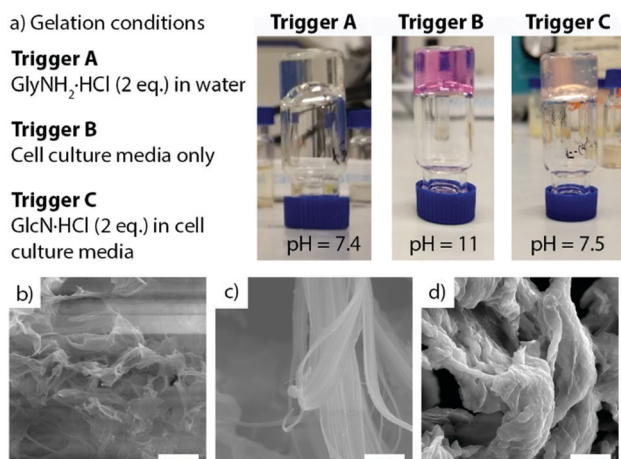 a) Gelation conditions
Trigger A
GlyNH2·HCl (2 eq.) in water
Trigger B
Cell culture media only
Trigger C
GlcN·HCl (2 eq.) in cell
culture media
Trigger A
Trigger B
Trigger C
pH = 7.4
pH = 11
pH = 7.5
b)
c)
d)